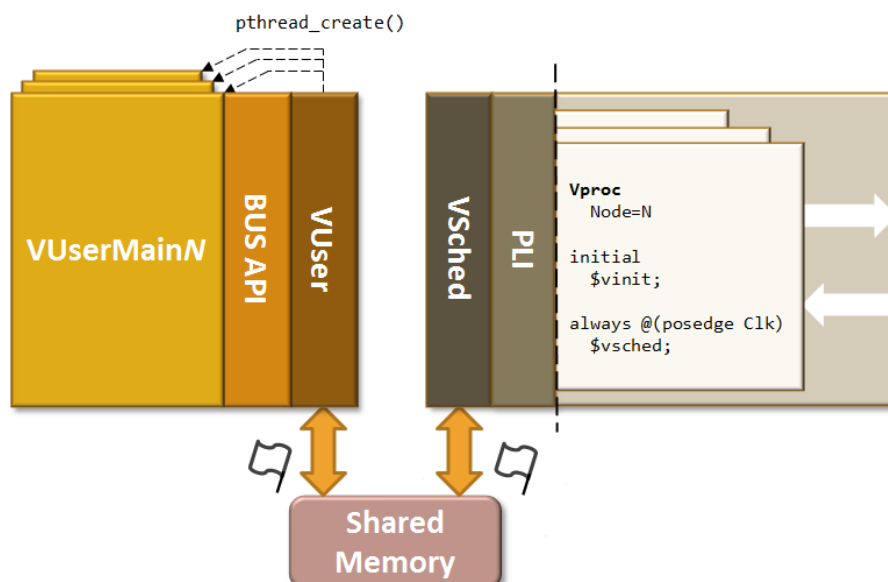 pthread_create()
VUserMainN
BUS API
VUser
VSched
PLI
Vproc
Node=N
initial
$vinit;
always @(posedge Clk)
$vsched;
Shared
Memory